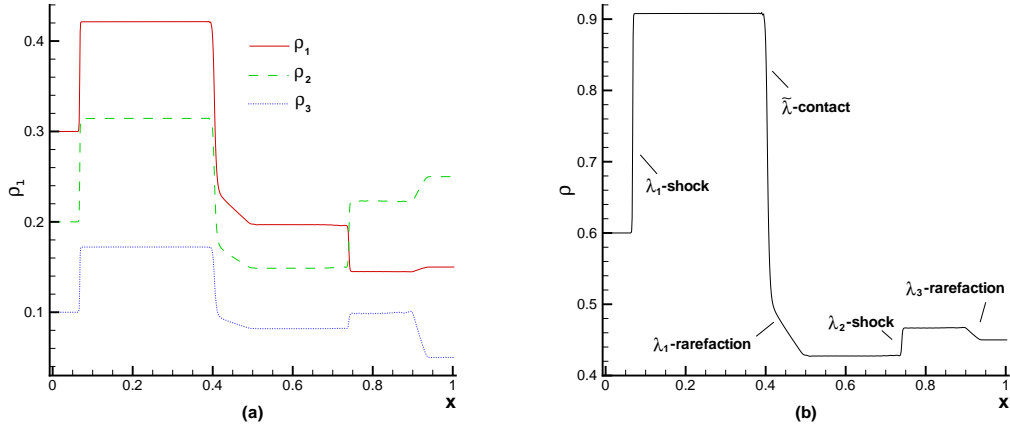 0.4
0.3
0.2
0.1
ρ₁
ρ₁
ρ₂
ρ₃
0 0.2 0.4 0.6 0.8 1
x
(a)
0.9
0.8
0.7
0.6
0.5
0.4
ρ
λ̃-contact
λ₁-shock
λ₃-rarefaction
λ₂-shock
λ₁-rarefaction
0 0.2 0.4 0.6 0.8 1
x
(b)